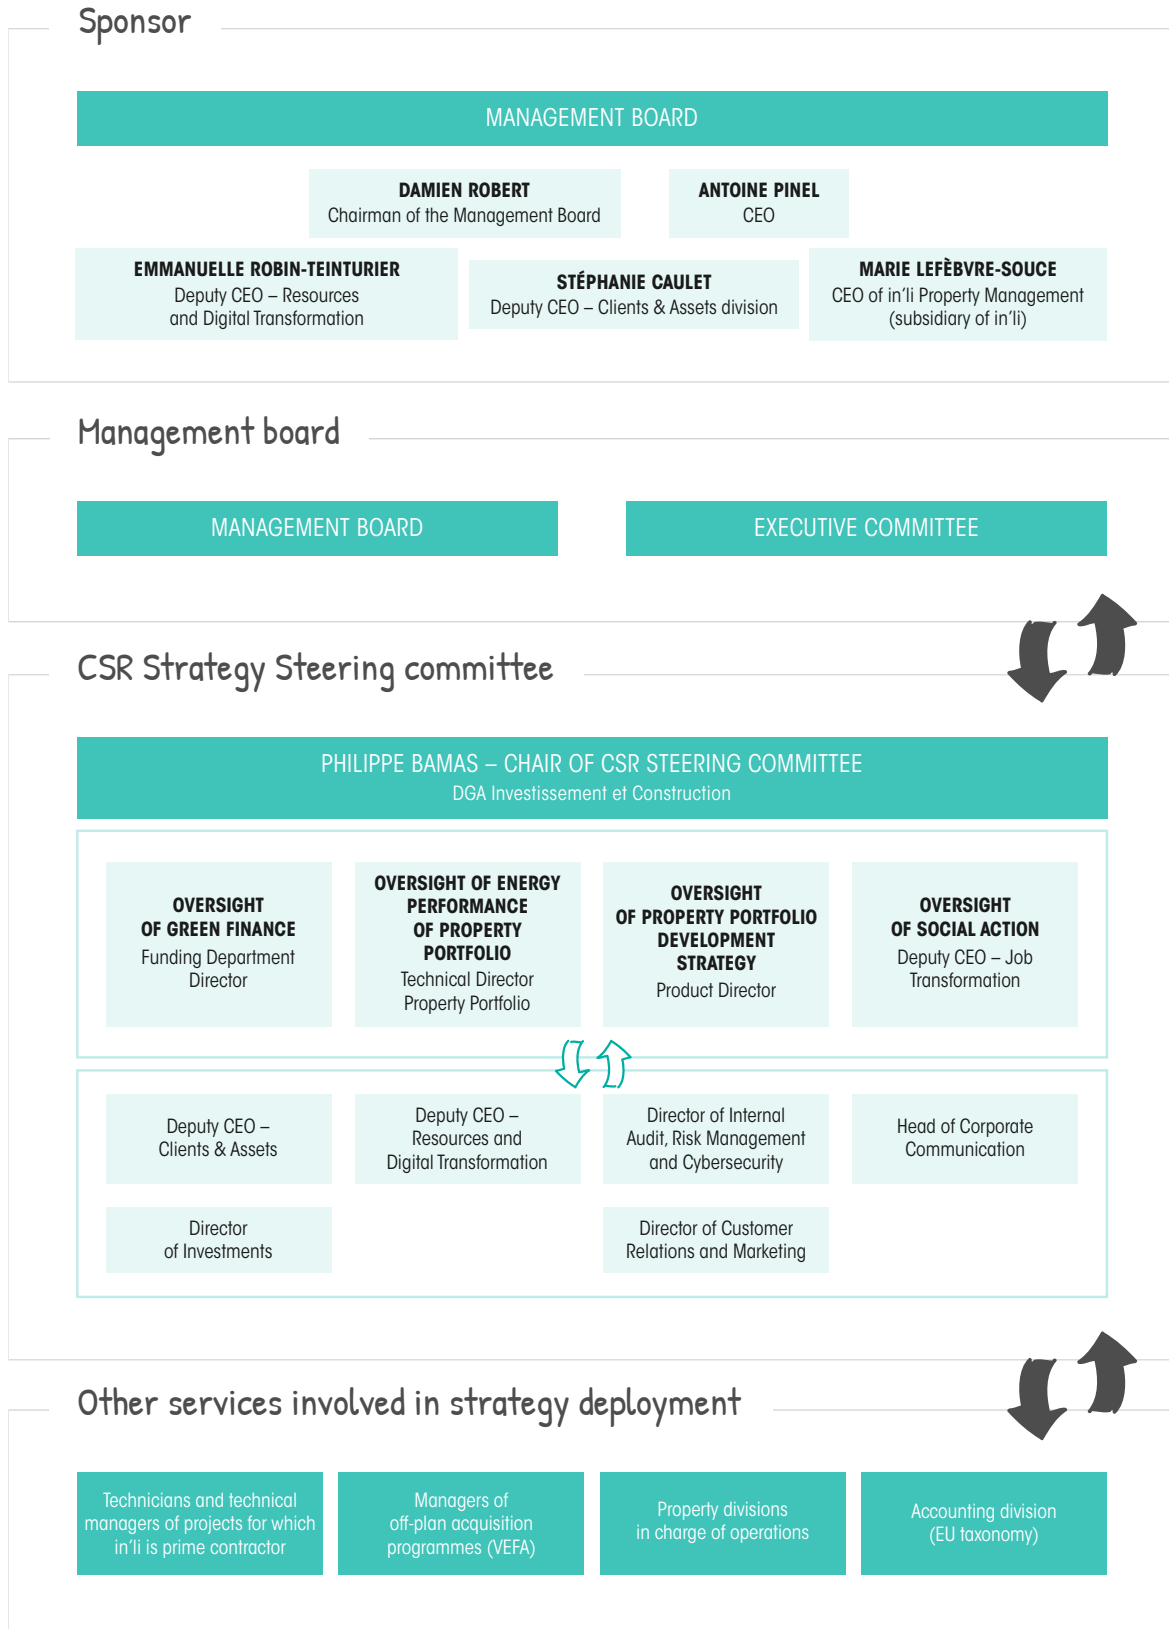 Sponsor
MANAGEMENT BOARD
DAMIEN ROBERT
Chairman of the Management Board
ANTOINE PINEL
CEO
EMMANUELLE ROBIN-TEINTURIER
Deputy CEO – Resources
and Digital Transformation
STÉPHANIE CAULET
Deputy CEO – Clients & Assets division
MARIE LEFÈBVRE-SOUCE
CEO of in’li Property Management
(subsidiary of in’li)
Management board
MANAGEMENT BOARD
EXECUTIVE COMMITTEE
CSR Strategy Steering committee
PHILIPPE BAMAS – CHAIR OF CSR STEERING COMMITTEE
DGA Investissement et Construction
OVERSIGHT
OF GREEN FINANCE
Funding Department
Director
OVERSIGHT OF ENERGY
PERFORMANCE
OF PROPERTY
PORTFOLIO
Technical Director
Property Portfolio
OVERSIGHT
OF PROPERTY PORTFOLIO
DEVELOPMENT
STRATEGY
Product Director
OVERSIGHT
OF SOCIAL ACTION
Deputy CEO – Job
Transformation
Deputy CEO –
Clients & Assets
Deputy CEO –
Resources and
Digital Transformation
Director of Internal
Audit, Risk Management
and Cybersecurity
Head of Corporate
Communication
Director
of Investments
Director of Customer
Relations and Marketing
Other services involved in strategy deployment
Technicians and technical
managers of projects for which
in’li is prime contractor
Managers of
off-plan acquisition
programmes (VEFA)
Property divisions
in charge of operations
Accounting division
(EU taxonomy)